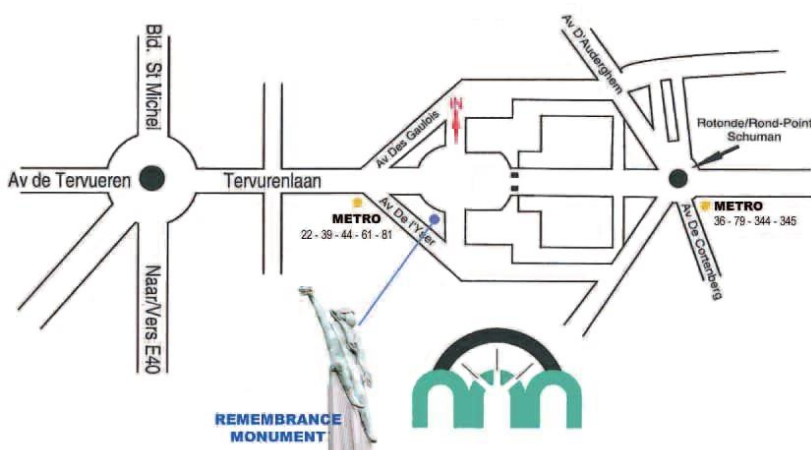 Bld. St Michel
Av D'Auderghem
IN
Rotonde/Rond-Point
Schuman
Av Des Gaulois
Av de Tervueren
Tervurenlaan
METRO
22 - 39 - 44 - 61 - 81
Av De l'Yser
METRO
36 - 79 - 344 - 345
Av De Cortenberg
Naar/Vers E40
REMEMBRANCE
MONUMENT